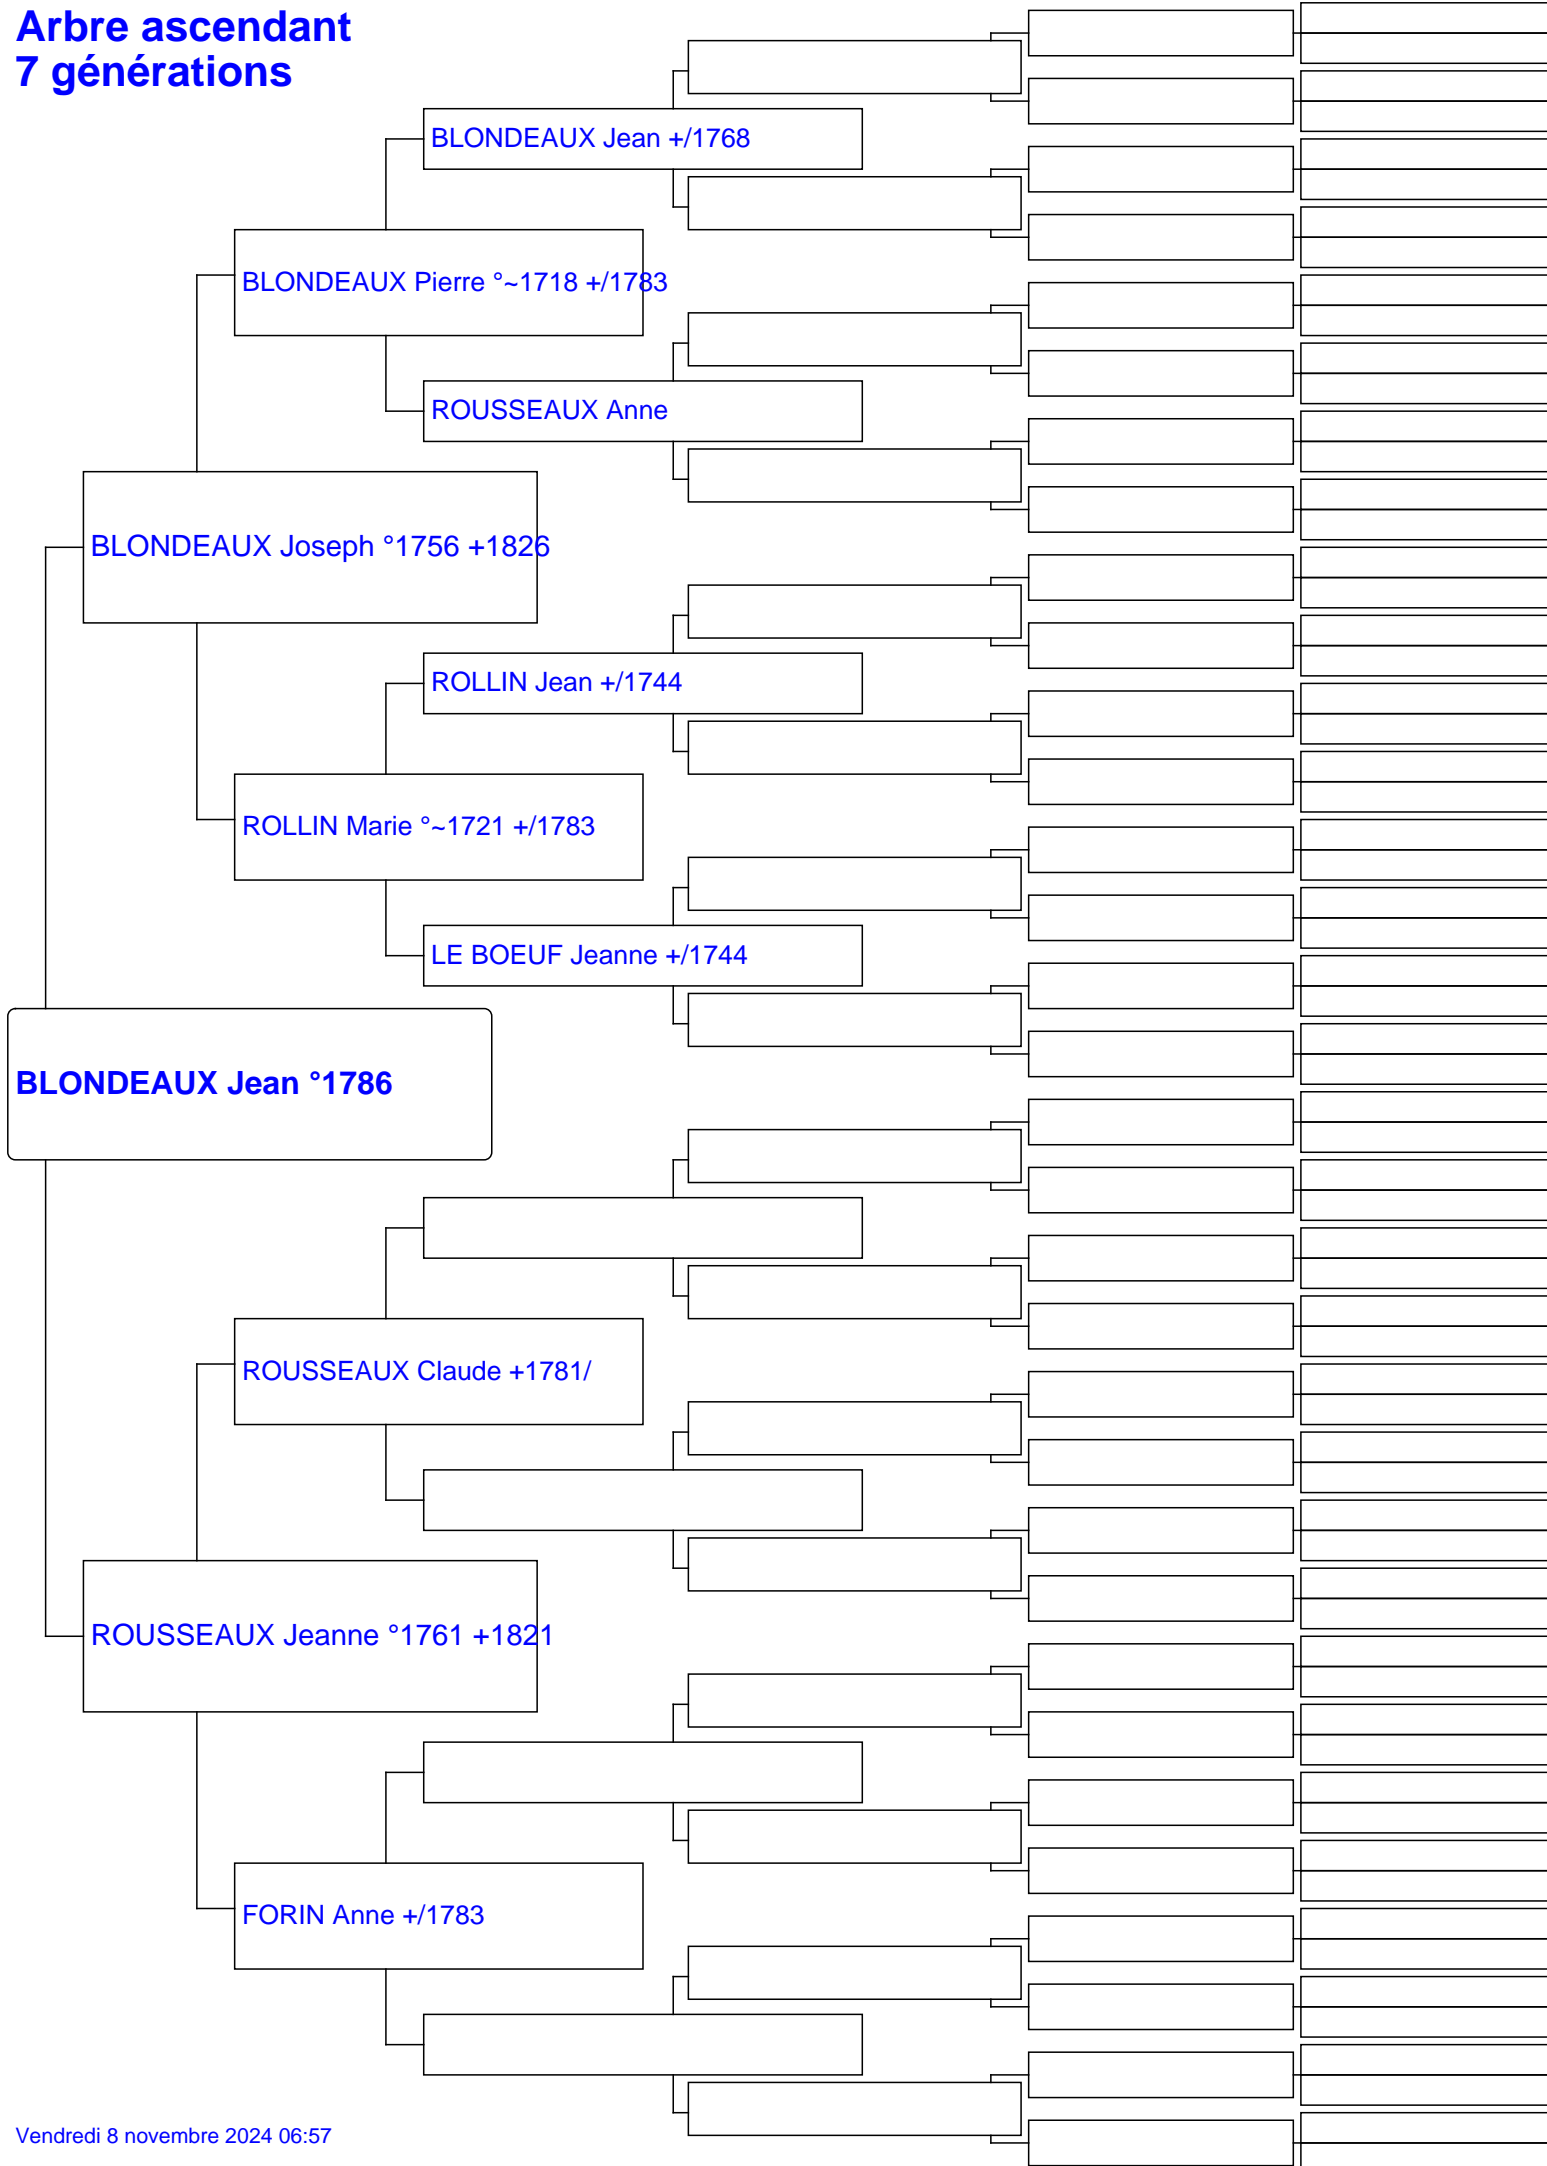 Arbre ascendant
7 générations
BLONDEAUX Jean +/1768
BLONDEAUX Pierre °~1718 +/1783
ROUSSEAUX Anne
BLONDEAUX Joseph °1756 +1826
ROLLIN Jean +/1744
ROLLIN Marie °~1721 +/1783
LE BOEUF Jeanne +/1744
BLONDEAUX Jean °1786
ROUSSEAUX Claude +1781/
ROUSSEAUX Jeanne °1761 +1821
FORIN Anne +/1783
Vendredi 8 novembre 2024 06:57